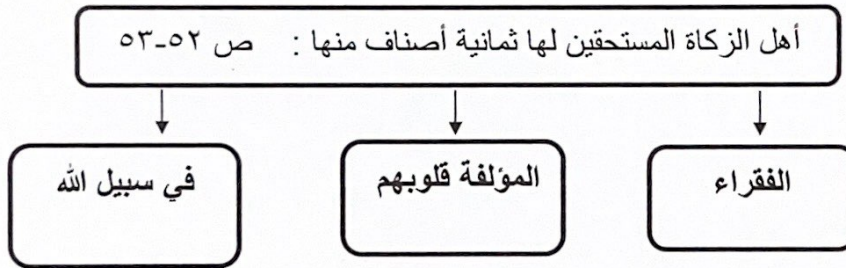 أهل الزكاة المستحقين لها ثمانية أصناف منها : ص ٥٢-٥٣
الفقراء
المؤلفة قلوبهم
في سبيل الله